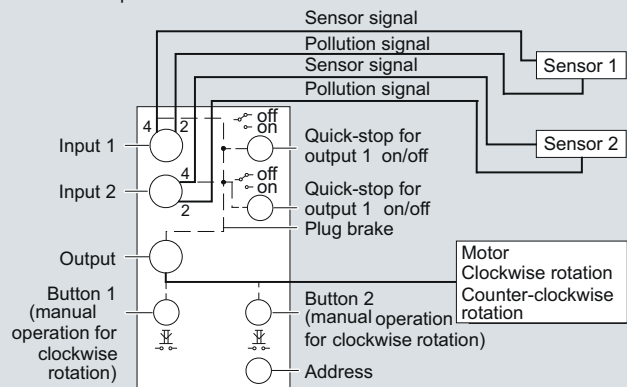 Sensor signal
Pollution signal
Sensor signal
Pollution signal
Sensor 1
Sensor 2
4 2
off
on
Input 1
Quick-stop for
output 1 on/off
4
off
on
Input 2
2
Quick-stop for
output 1 on/off
Plug brake
Output
Motor
Clockwise rotation
Counter-clockwise
rotation
Button 1
(manual
operation for
clockwise
rotation)
Button 2
(manual operation
for clockwise rotation)
Address